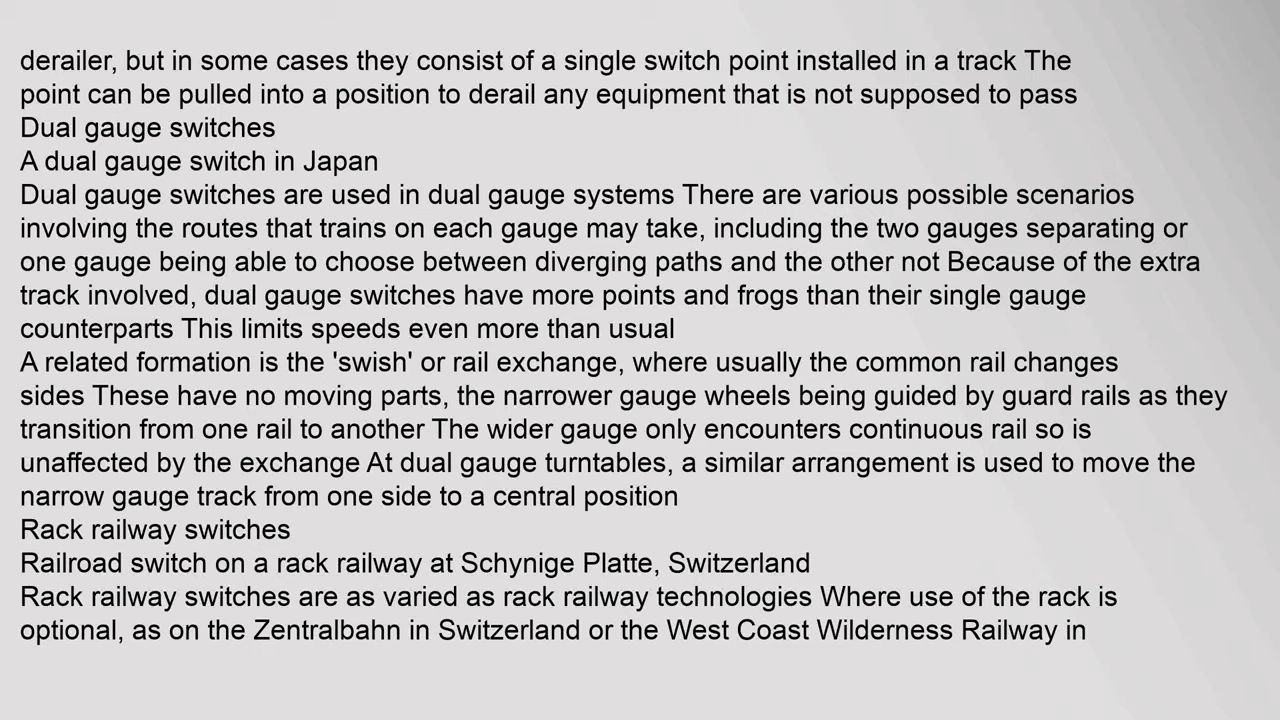 derailer, but in some cases they consist of a single switch point installed in a track The
point can be pulled into a position to derail any equipment that is not supposed to pass
Dual gauge switches
A dual gauge switch in Japan
Dual gauge switches are used in dual gauge systems There are various possible scenarios
involving the routes that trains on each gauge may take, including the two gauges separating or
one gauge being able to choose between diverging paths and the other not Because of the extra
track involved, dual gauge switches have more points and frogs than their single gauge
counterparts This limits speeds even more than usual
A related formation is the 'swish' or rail exchange, where usually the common rail changes
sides These have no moving parts, the narrower gauge wheels being guided by guard rails as they
transition from one rail to another The wider gauge only encounters continuous rail so is
unaffected by the exchange At dual gauge turntables, a similar arrangement is used to move the
narrow gauge track from one side to a central position
Rack railway switches
Railroad switch on a rack railway at Schynige Platte, Switzerland
Rack railway switches are as varied as rack railway technologies Where use of the rack is
optional, as on the Zentralbahn in Switzerland or the West Coast Wilderness Railway in